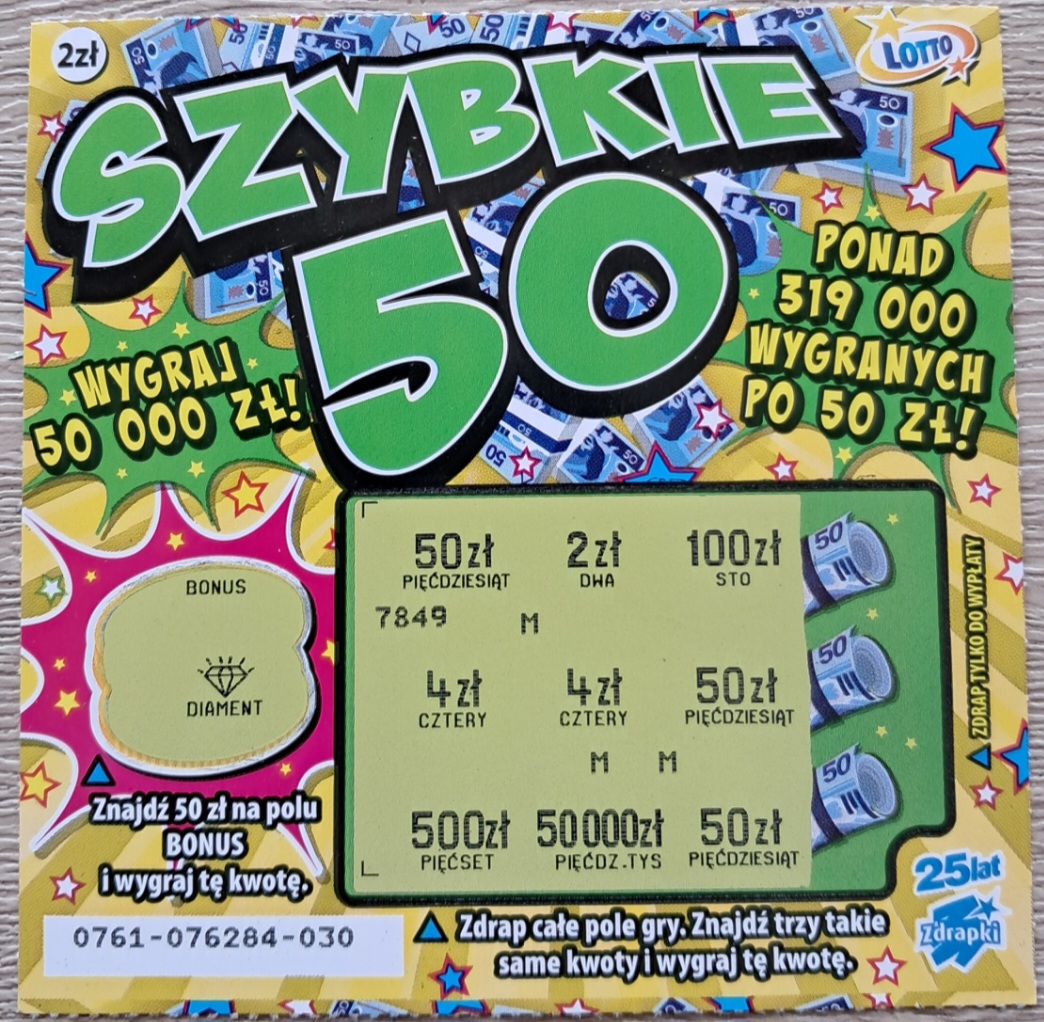 2zł
LOTTO
SZYBKIE
50
WYGRAJ
50 000 ZŁ!
PONAD
319 000
WYGRANYCH
PO 50 ZŁ!
BONUS
DIAMENT
Znajdź 50 zł na polu
BONUS
i wygraj tę kwotę.
50zł 2zł 100zł
PIĘĆDZIESIĄT DWA STO
7849 M
4zł 4zł 50zł
CZTERY CZTERY PIĘĆDZIESIĄT
M M
500zł 50000zł 50zł
PIĘĆSET PIĘĆDZ.TYS PIĘĆDZIESIĄT
50
50
50
ZDRAP TYLKO DO WYPŁATY
25lat
Zdrapki
0761-076284-030
Zdrap całe pole gry. Znajdź trzy takie
same kwoty i wygraj tę kwotę.